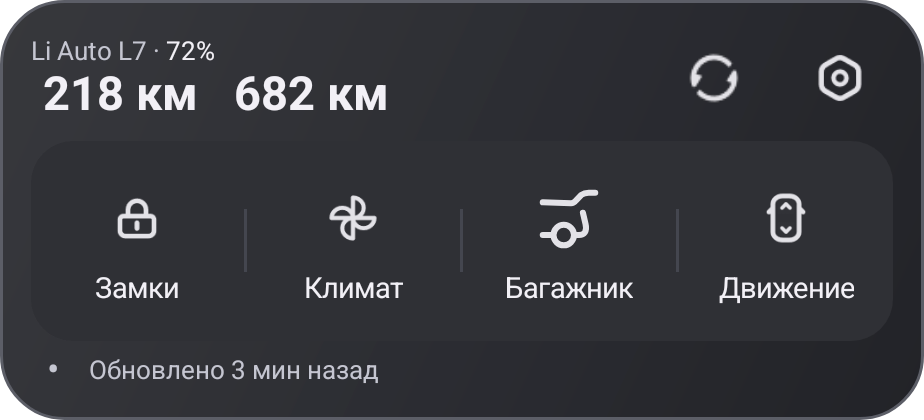 Li Auto L7 · 72%
218 км 682 км
Замки Климат Багажник Движение
• Обновлено 3 мин назад